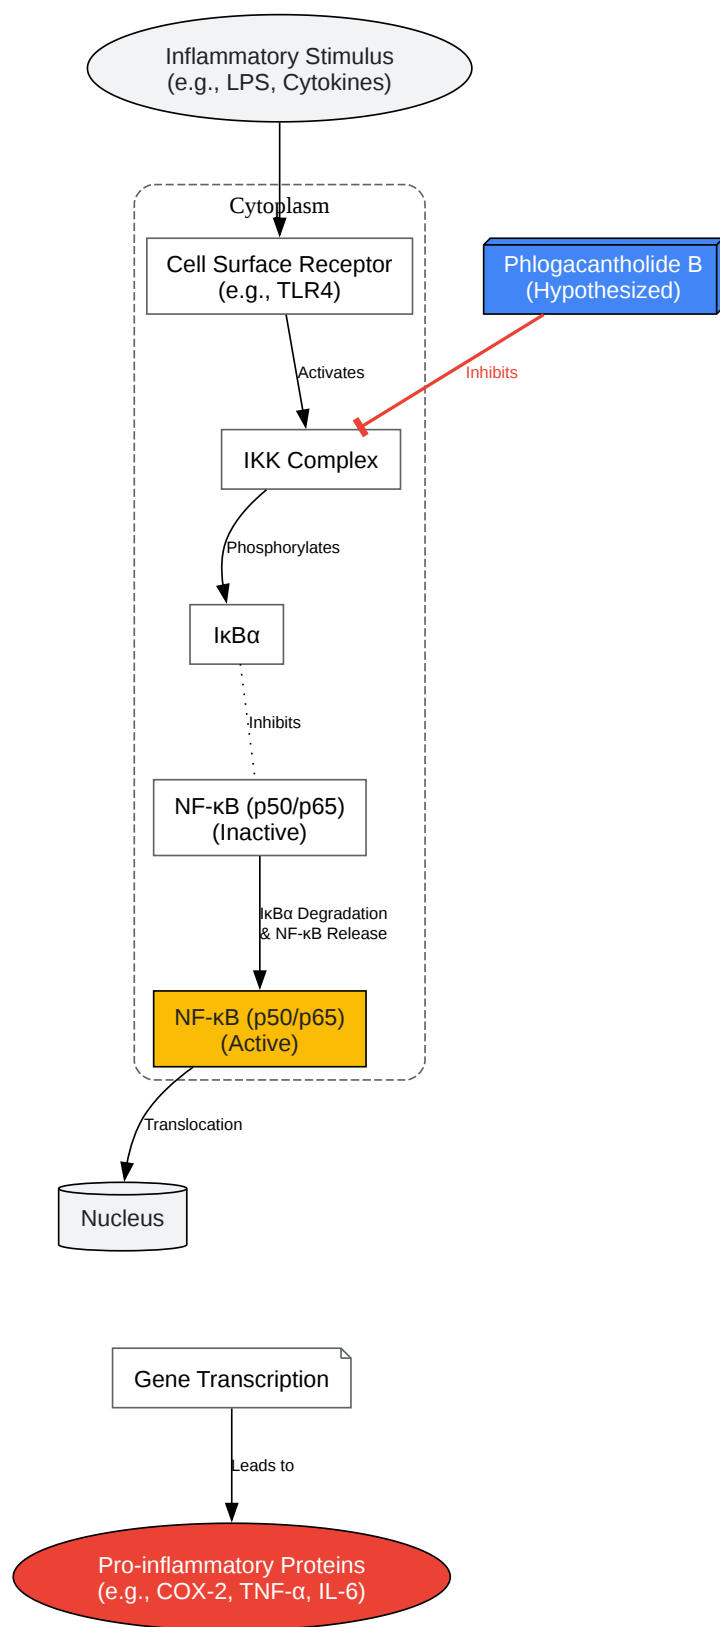 Inflammatory Stimulus
(e.g., LPS, Cytokines)
Cytoplasm
Cell Surface Receptor
(e.g., TLR4)
Phlogacantholide B
(Hypothesized)
Activates
Inhibits
IKK Complex
Phosphorylates
IκBα
Inhibits
NF-κB (p50/p65)
(Inactive)
IκBα Degradation
& NF-κB Release
NF-κB (p50/p65)
(Active)
Translocation
Nucleus
Gene Transcription
Leads to
Pro-inflammatory Proteins
(e.g., COX-2, TNF-α, IL-6)